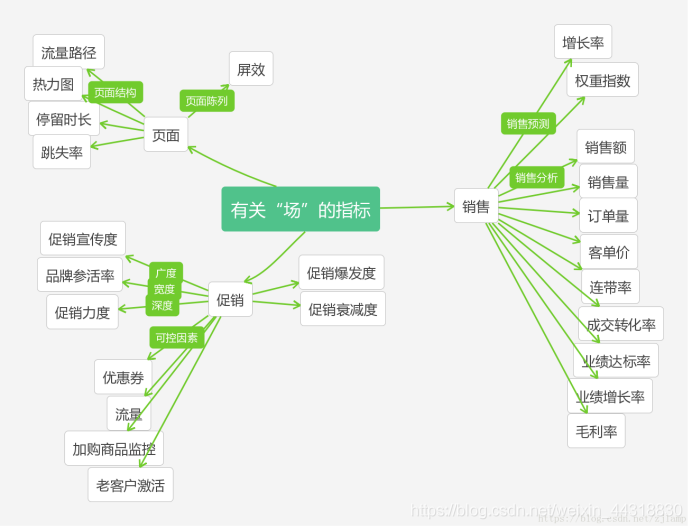 有关“场”的指标
页面
页面结构
流量路径
热力图
停留时长
跳失率
页面陈列
屏效
销售
销售预测
增长率
权重指数
销售分析
销售额
销售量
订单量
客单价
连带率
成交转化率
业绩达标率
业绩增长率
毛利率
促销
广度
宽度
深度
促销宣传度
品牌参活率
促销力度
促销爆发度
促销衰减度
可控因素
优惠券
流量
加购商品监控
老客户激活
https://blog.csdn.net/weixin_44318830